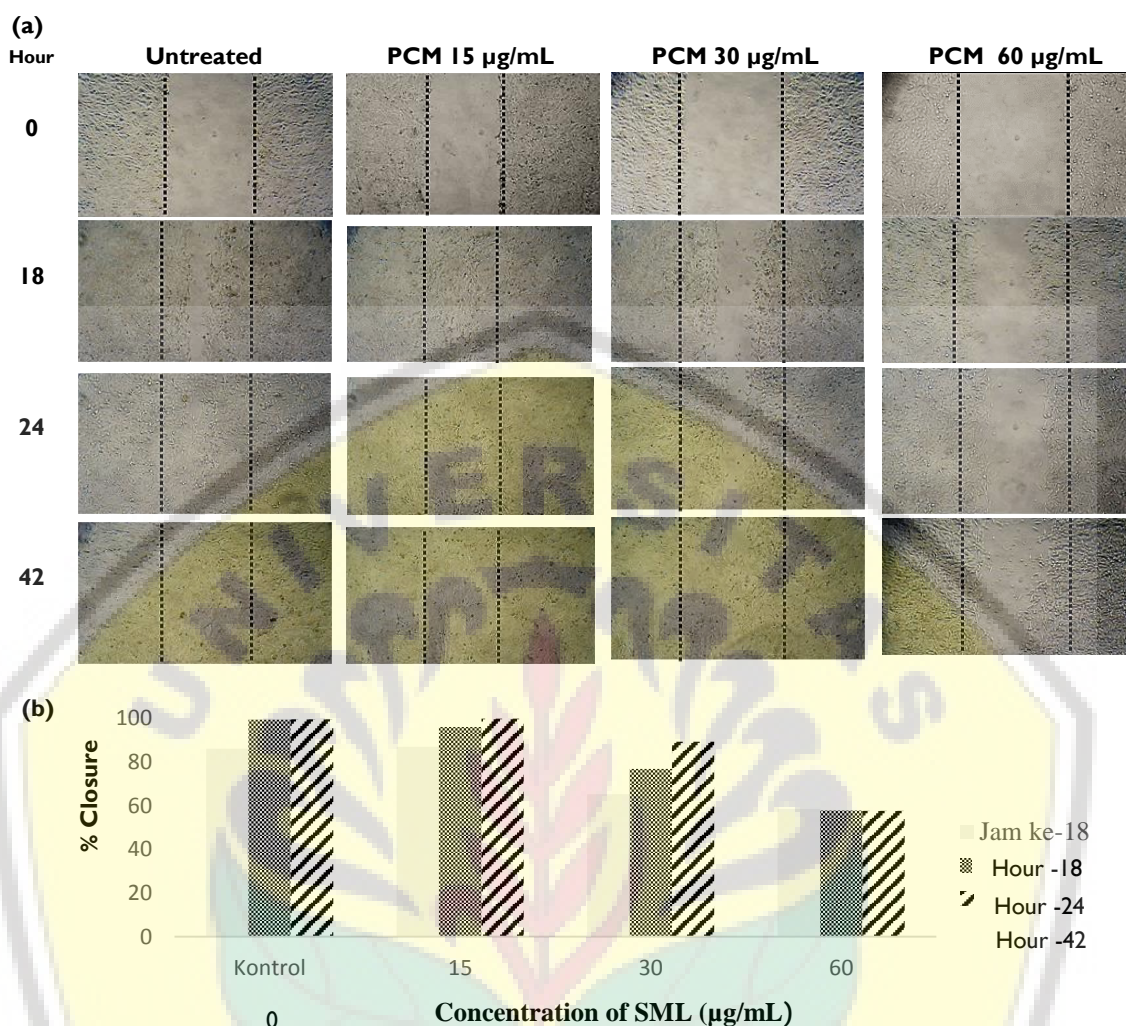 (a)
Hour Untreated PCM 15 µg/mL PCM 30 µg/mL PCM 60 µg/mL
0
18
24
42
UNIVERSITAS
(b)
% Closure
100
80
60
40
20
0
Kontrol 15 30 60
0
Concentration of SML (µg/mL)
Jam ke-18
Hour -18
Hour -24
Hour -42